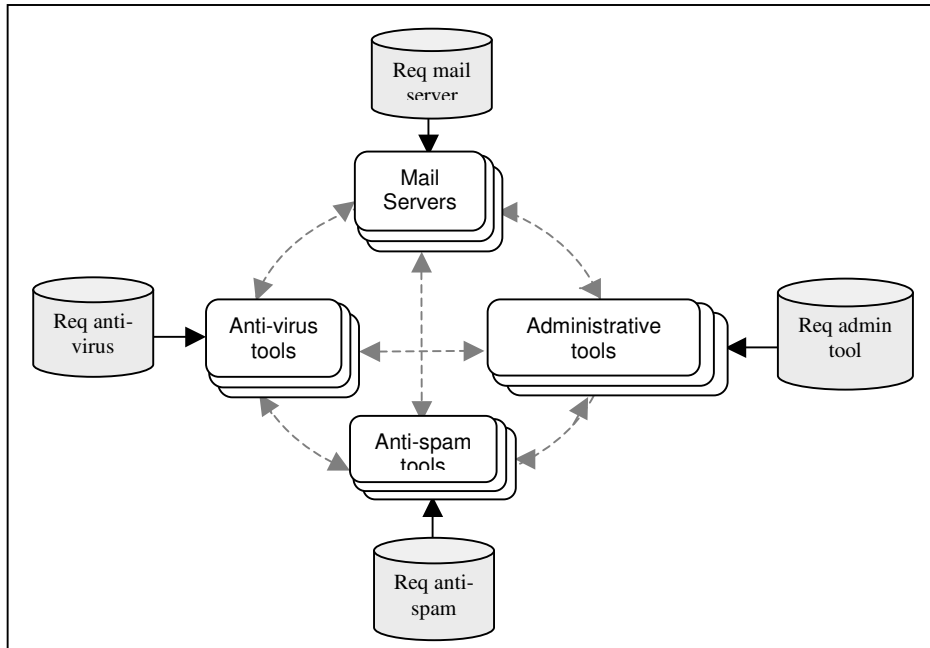 Req mail
server
Mail
Servers
Req anti-
virus
Anti-virus
tools
Administrative
tools
Req admin
tool
Anti-spam
tools
Req anti-
spam